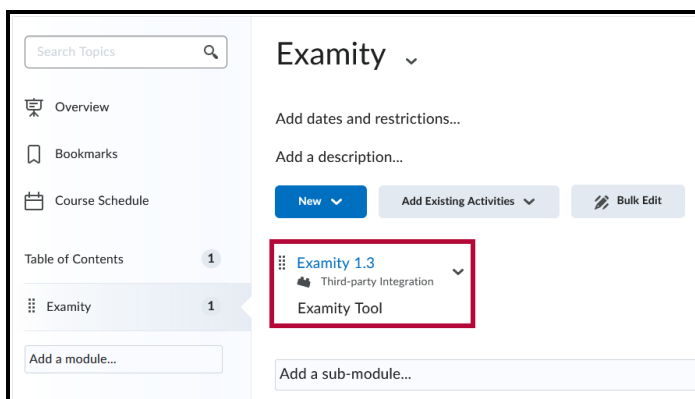 Search Topics
Overview
Bookmarks
Course Schedule
Table of Contents 1
Examity 1
Add a module...
Examity
Add dates and restrictions...
Add a description...
New Add Existing Activities Bulk Edit
Examity 1.3
Third-party Integration
Examity Tool
Add a sub-module...